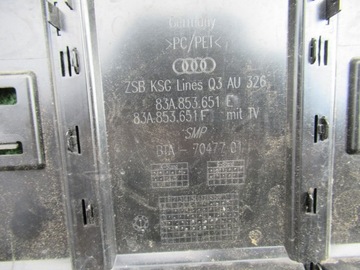 Germany
>PC/PET<
ZSB KSG Lines Q3 AU 326
83A.853.651 E
83A.853.651 F mit TV
SMP
81A - 70477 01